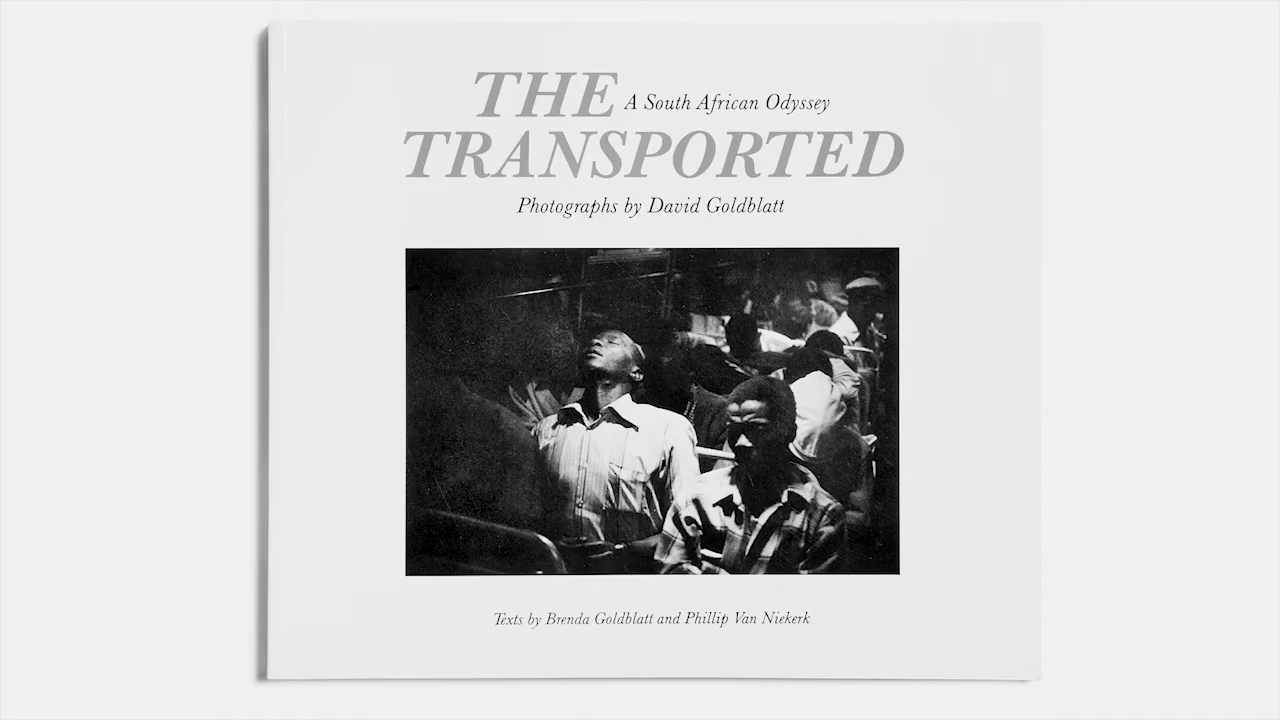 THE A South African Odyssey
TRANSPORTED
Photographs by David Goldblatt
Texts by Brenda Goldblatt and Phillip Van Niekerk